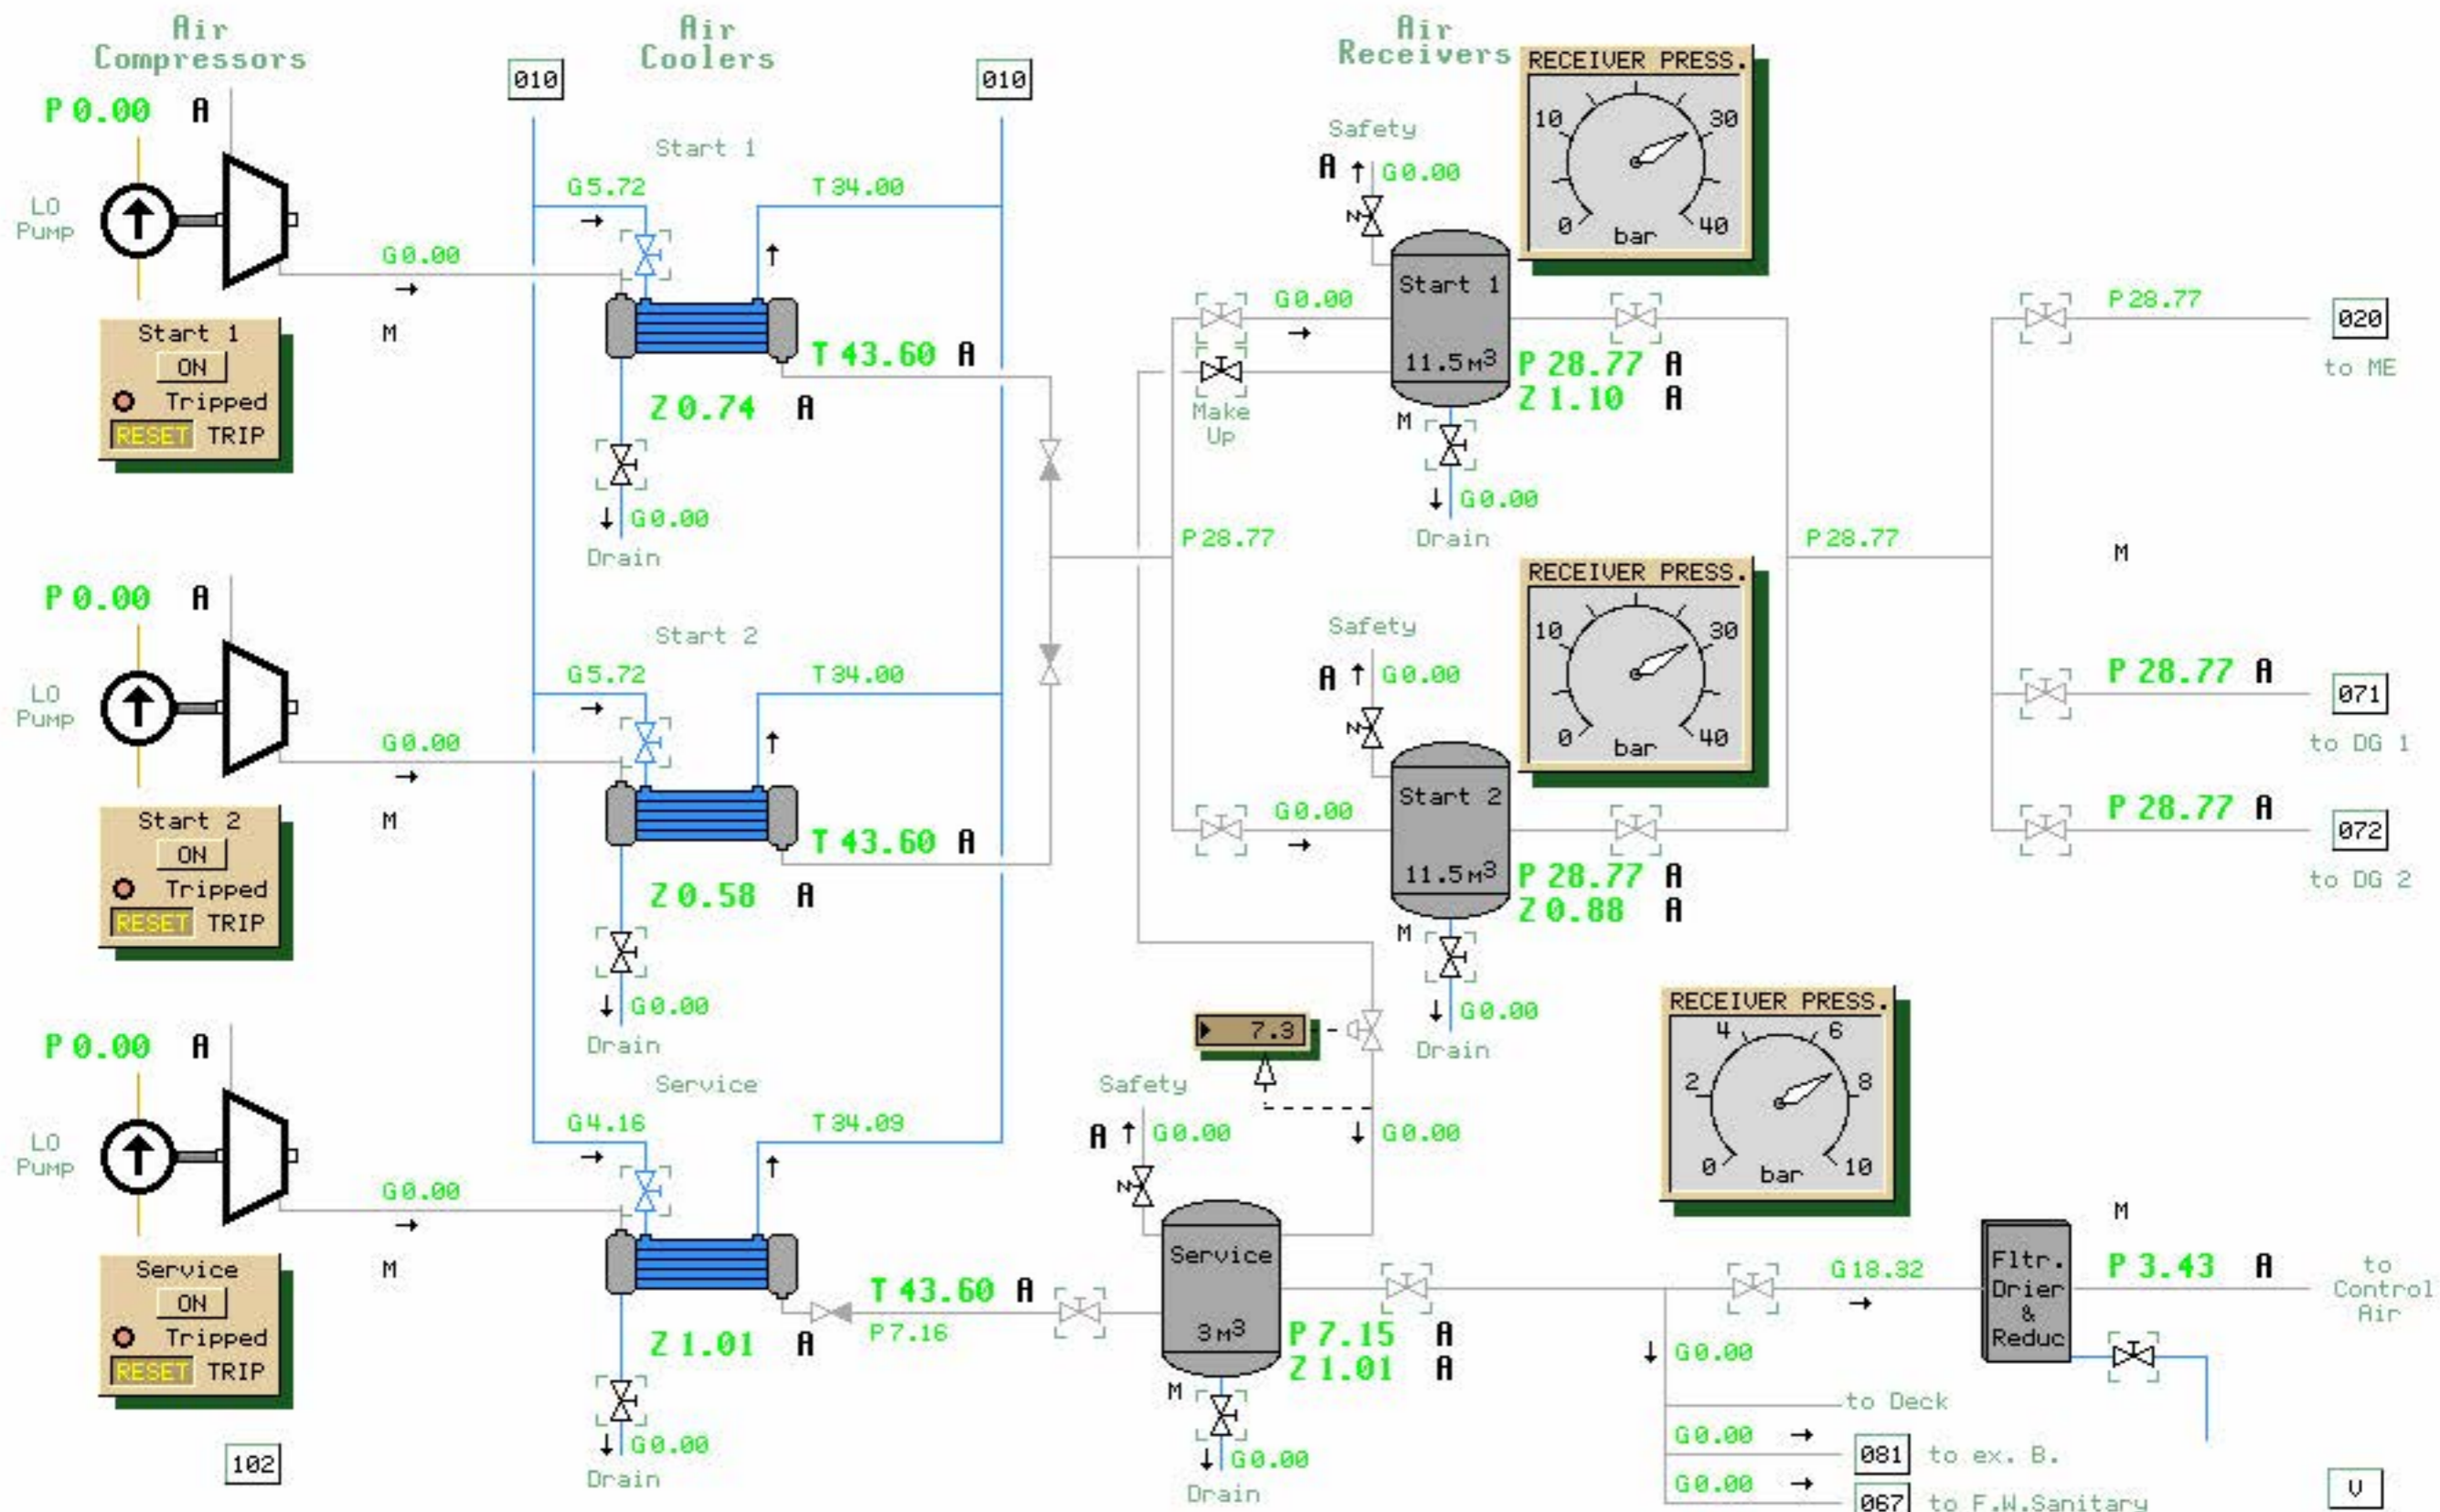 Air
Compressors
Air
Coolers
Air
Receivers
010
010
P 0.00 A
LO
Pump
G0.00
M
Start 1
ON
Tripped
RESET TRIP
Start 1
G5.72
T34.00
T 43.60 A
Z 0.74 A
G0.00
Drain
P 0.00 A
LO
Pump
G0.00
M
Start 2
ON
Tripped
RESET TRIP
Start 2
G5.72
T34.00
T 43.60 A
Z 0.58 A
G0.00
Drain
P 0.00 A
LO
Pump
G0.00
M
Service
ON
Tripped
RESET TRIP
102
Service
G4.16
T34.09
T 43.60 A
P7.16
Z 1.01 A
G0.00
Drain
P28.77
Safety
A G0.00
N
G0.00
Make
Up
Start 1
11.5м3
P 28.77 A
Z 1.10 A
M
G0.00
Drain
RECEIVER PRESS.
10
30
0
40
bar
Safety
A G0.00
N
G0.00
Start 2
11.5м3
P 28.77 A
Z 0.88 A
M
G0.00
Drain
RECEIVER PRESS.
10
30
0
40
bar
7.3
G0.00
Safety
A G0.00
N
Service
3м3
P 7.15 A
Z 1.01 A
M
G0.00
Drain
RECEIVER PRESS.
4
6
2
8
0
10
bar
P28.77
P28.77
020
to ME
M
P 28.77 A
071
to DG 1
P 28.77 A
072
to DG 2
G18.32
Fltr.
Drier
&
Reduc
M
P 3.43 A
to
Control
Air
G0.00
to Deck
G0.00
081 to ex. B.
G0.00
067 to F.W.Sanitary
V